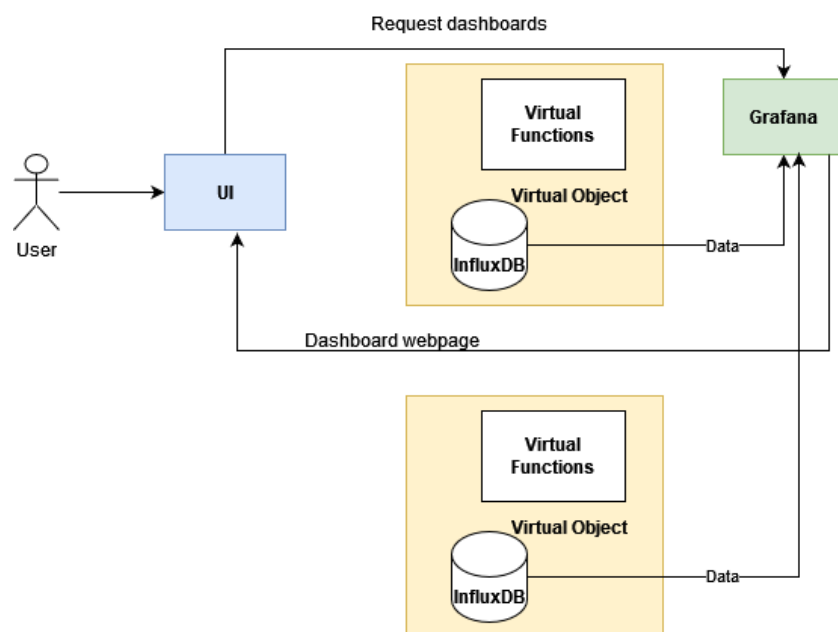 Request dashboards
Virtual
Functions
Grafana
UI
User
Virtual Object
InfluxDB
Data
Dashboard webpage
Virtual
Functions
Virtual Object
InfluxDB
Data